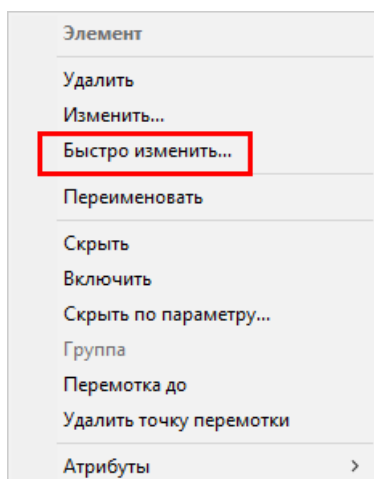 Элемент
Удалить
Изменить...
Быстро изменить...
Переименовать
Скрыть
Включить
Скрыть по параметру...
Группа
Перемотка до
Удалить точку перемотки
Атрибуты